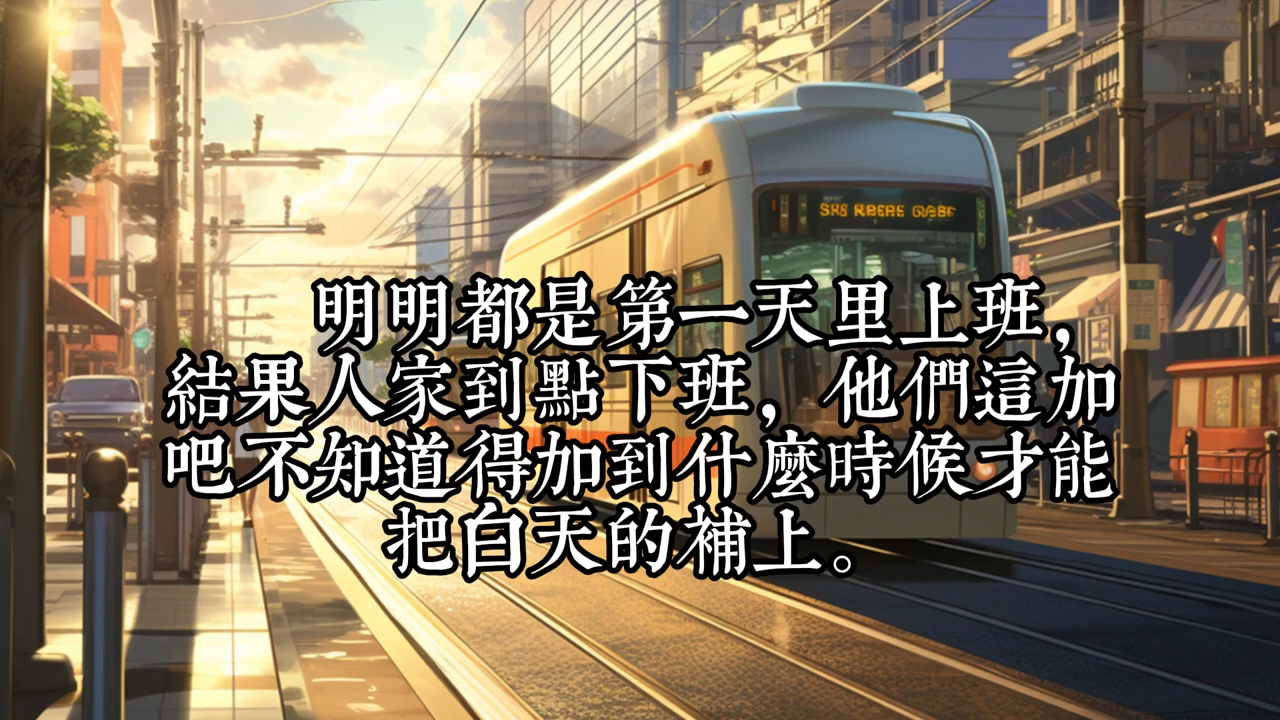 明明都是第一天里上班，
結果人家到點下班，他們這加
吧不知道得加到什麼時候才能
把白天的補上。